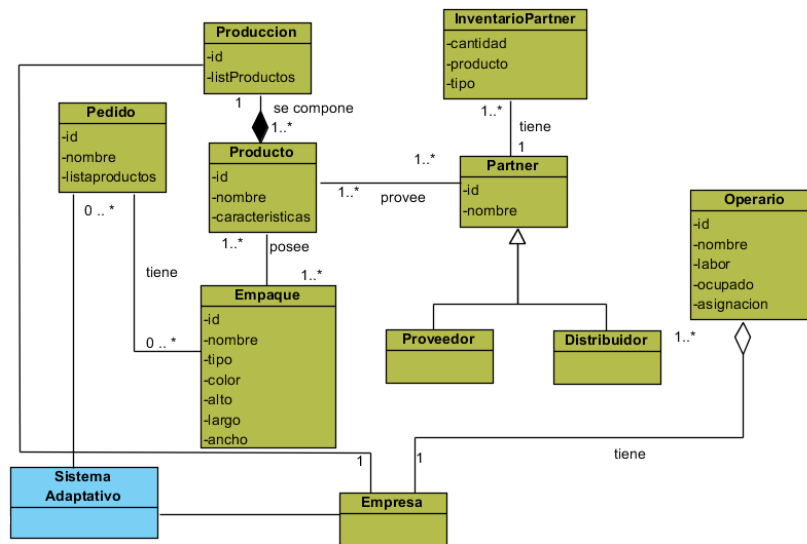 Produccion
-id
-listProductos
InventarioPartner
-cantidad
-producto
-tipo
1
se compone
1..*
1..*
tiene
1
Pedido
-id
-nombre
-listaproductos
0 .. *
Producto
-id
-nombre
-caracteristicas
1..*
1..*
provee
Partner
-id
-nombre
Operario
-id
-nombre
-labor
-ocupado
-asignacion
1..*
posee
1..*
tiene
0 .. *
Empaque
-id
-nombre
-tipo
-color
-alto
-largo
-ancho
Proveedor
Distribuidor
1..*
1
1
tiene
Sistema
Adaptativo
Empresa